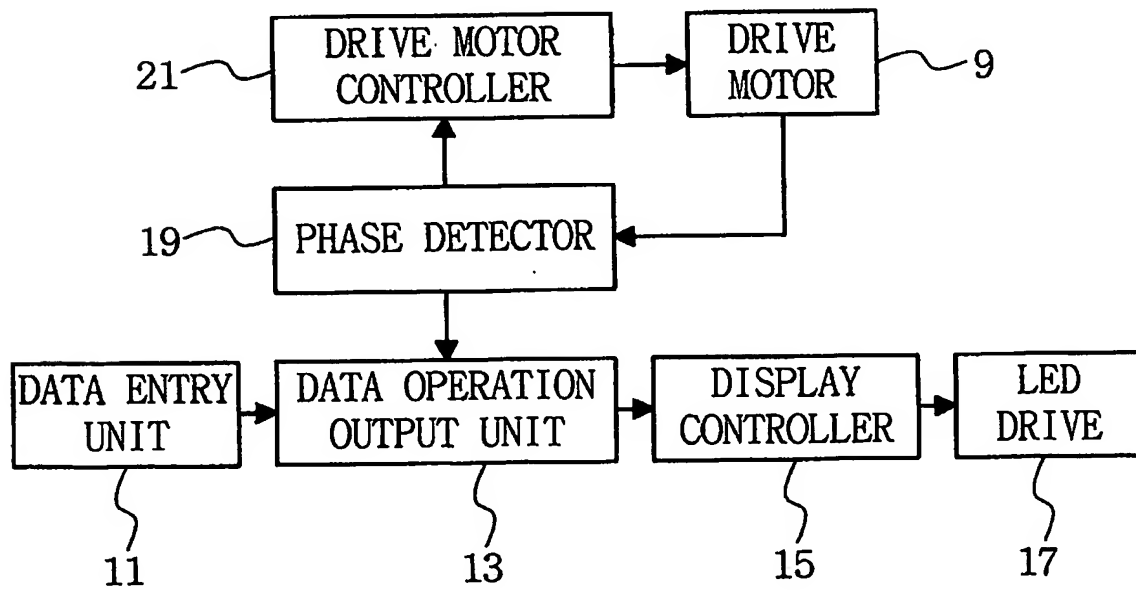 21
DRIVE MOTOR
CONTROLLER
DRIVE
MOTOR
9
19
PHASE DETECTOR
DATA ENTRY
UNIT
DATA OPERATION
OUTPUT UNIT
DISPLAY
CONTROLLER
LED
DRIVE
11
13
15
17